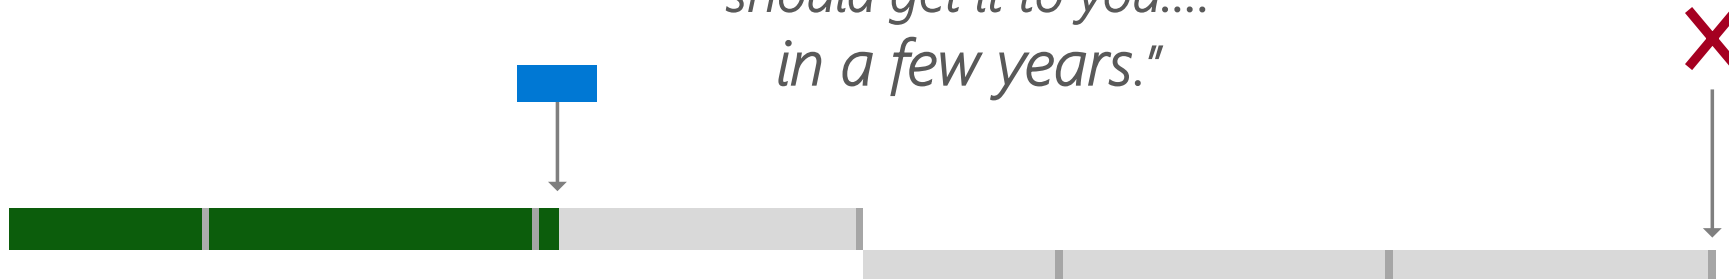 should get it to you....
in a few years."